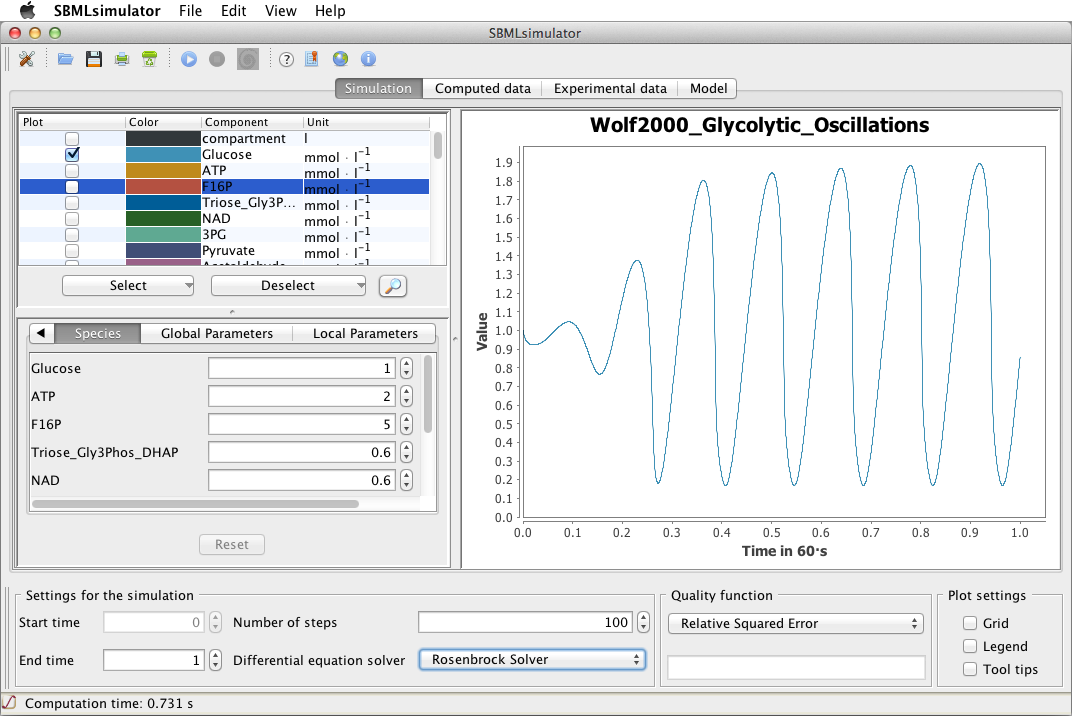 SBMLsimulator File Edit View Help
SBMLsimulator
Simulation Computed data Experimental data Model
Plot Color Component Unit
compartment l
Glucose mmol · l⁻¹
ATP mmol · l⁻¹
F16P mmol · l⁻¹
Triose_Gly3P... mmol · l⁻¹
NAD mmol · l⁻¹
3PG mmol · l⁻¹
Pyruvate mmol · l⁻¹
Select Deselect
Species Global Parameters Local Parameters
Glucose 1
ATP 2
F16P 5
Triose_Gly3Phos_DHAP 0.6
NAD 0.6
Reset
Wolf2000_Glycolytic_Oscillations
Value
1.9
1.8
1.7
1.6
1.5
1.4
1.3
1.2
1.1
1.0
0.9
0.8
0.7
0.6
0.5
0.4
0.3
0.2
0.1
0.0
0.0 0.1 0.2 0.3 0.4 0.5 0.6 0.7 0.8 0.9 1.0
Time in 60·s
Settings for the simulation
Start time 0 Number of steps 100
End time 1 Differential equation solver Rosenbrock Solver
Quality function
Relative Squared Error
Plot settings
Grid
Legend
Tool tips
Computation time: 0.731 s